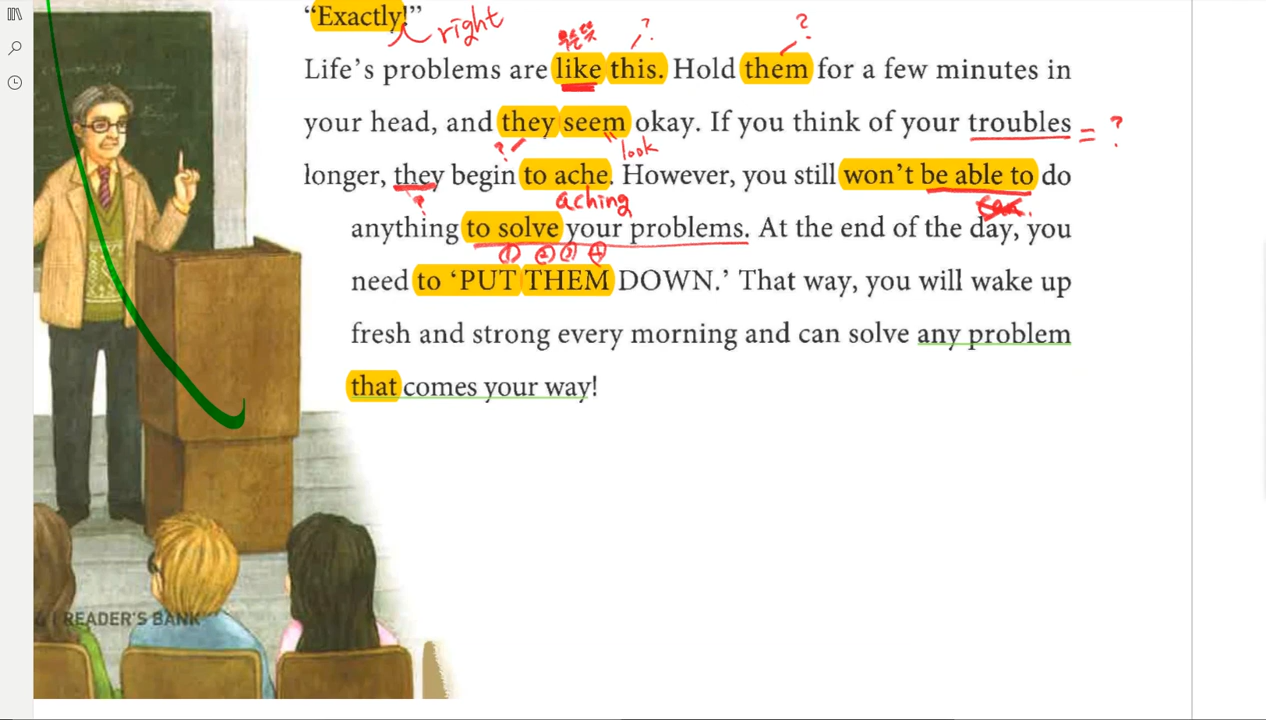 “Exactly!”
right
?
?
Life’s problems are like this. Hold them for a few minutes in
your head, and they seem okay. If you think of your troubles = ?
? look
longer, they begin to ache. However, you still won’t be able to do
? aching
anything to solve your problems. At the end of the day, you
① ② ③ ④
need to ‘PUT THEM DOWN.’ That way, you will wake up
fresh and strong every morning and can solve any problem
that comes your way!
READER'S BANK